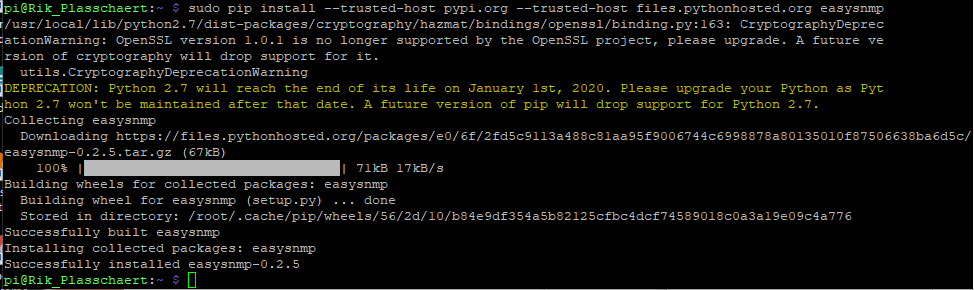 pi@Rik_Plasschaert:~ $ sudo pip install --trusted-host pypi.org --trusted-host files.pythonhosted.org easysnmp
/usr/local/lib/python2.7/dist-packages/cryptography/hazmat/bindings/openssl/binding.py:163: CryptographyDeprec
ationWarning: OpenSSL version 1.0.1 is no longer supported by the OpenSSL project, please upgrade. A future ve
rsion of cryptography will drop support for it.
  utils.CryptographyDeprecationWarning
DEPRECATION: Python 2.7 will reach the end of its life on January 1st, 2020. Please upgrade your Python as Pyt
hon 2.7 won't be maintained after that date. A future version of pip will drop support for Python 2.7.
Collecting easysnmp
  Downloading https://files.pythonhosted.org/packages/e0/6f/2fd5c9113a488c81aa95f9006744c6998878a80135010f87506638ba6d5c/
easysnmp-0.2.5.tar.gz (67kB)
    100% |                                | 71kB 17kB/s
Building wheels for collected packages: easysnmp
  Building wheel for easysnmp (setup.py) ... done
  Stored in directory: /root/.cache/pip/wheels/56/2d/10/b84e9df354a5b82125cfbc4dcf74589018c0a3a19e09c4a776
Successfully built easysnmp
Installing collected packages: easysnmp
Successfully installed easysnmp-0.2.5
pi@Rik_Plasschaert:~ $